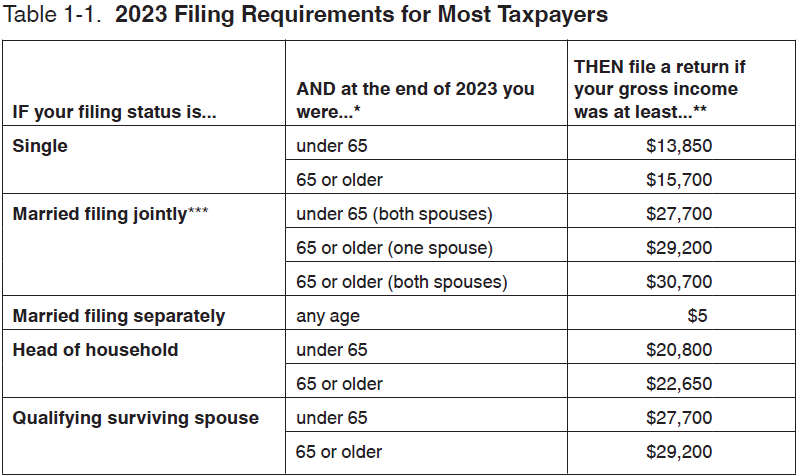 Table 1-1. 2023 Filing Requirements for Most Taxpayers
IF your filing status is...
AND at the end of 2023 you
were...*
THEN file a return if
your gross income
was at least...**
Single
under 65
$13,850
65 or older
$15,700
Married filing jointly***
under 65 (both spouses)
$27,700
65 or older (one spouse)
$29,200
65 or older (both spouses)
$30,700
Married filing separately
any age
$5
Head of household
under 65
$20,800
65 or older
$22,650
Qualifying surviving spouse
under 65
$27,700
65 or older
$29,200